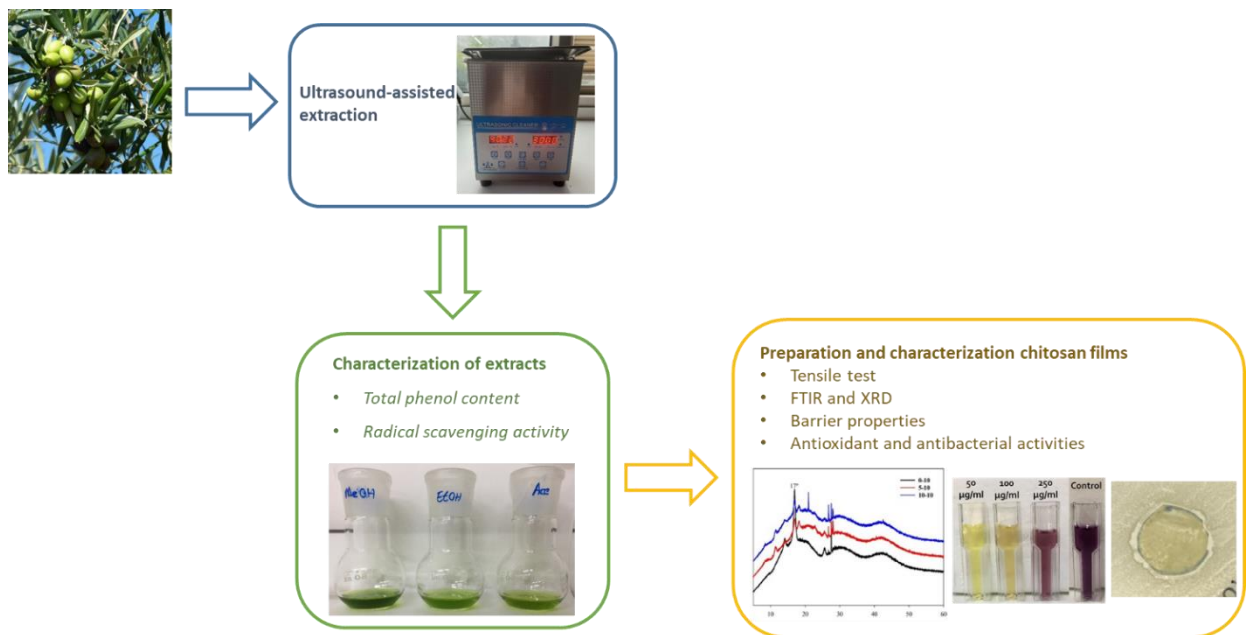 Ultrasound-assisted
extraction
ULTRASONIC CLEANER
Characterization of extracts
• Total phenol content
• Radical scavenging activity
MeOH
EtOH
Preparation and characterization chitosan films
• Tensile test
• FTIR and XRD
• Barrier properties
• Antioxidant and antibacterial activities
17°
0-10
5-10
10-10
10 20 30 40 50 60
50
µg/ml
100
µg/ml
250
µg/ml
Control